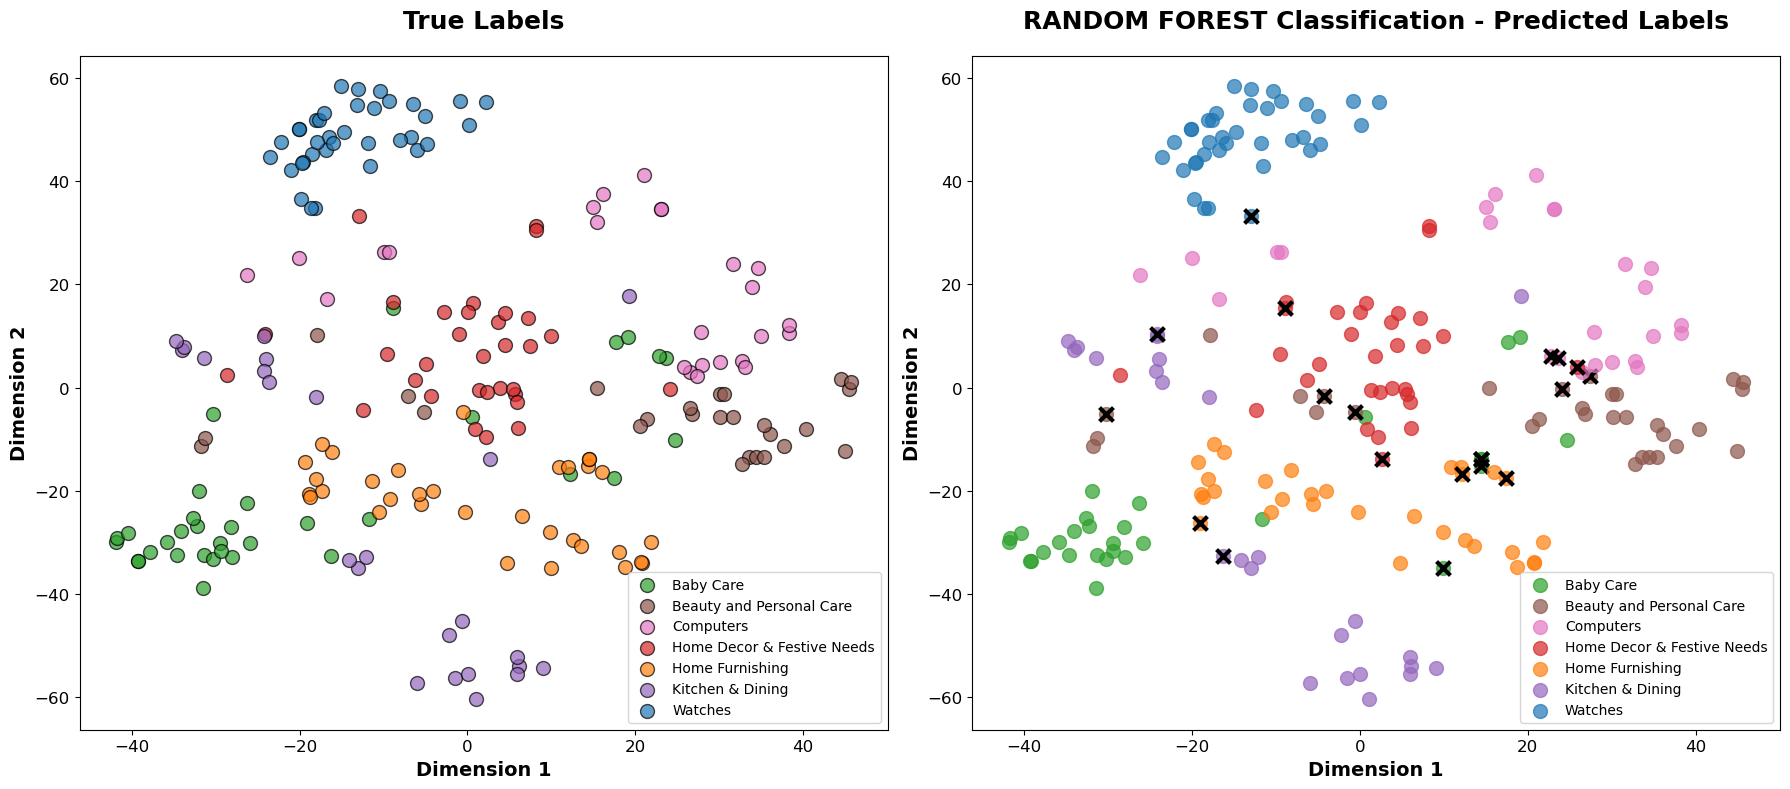 True Labels
RANDOM FOREST Classification - Predicted Labels
60
40
20
0
−20
−40
−60
−40
−20
0
20
40
Dimension 1
Dimension 2
Baby Care
Beauty and Personal Care
Computers
Home Decor & Festive Needs
Home Furnishing
Kitchen & Dining
Watches
60
40
20
0
−20
−40
−60
−40
−20
0
20
40
Dimension 1
Dimension 2
Baby Care
Beauty and Personal Care
Computers
Home Decor & Festive Needs
Home Furnishing
Kitchen & Dining
Watches